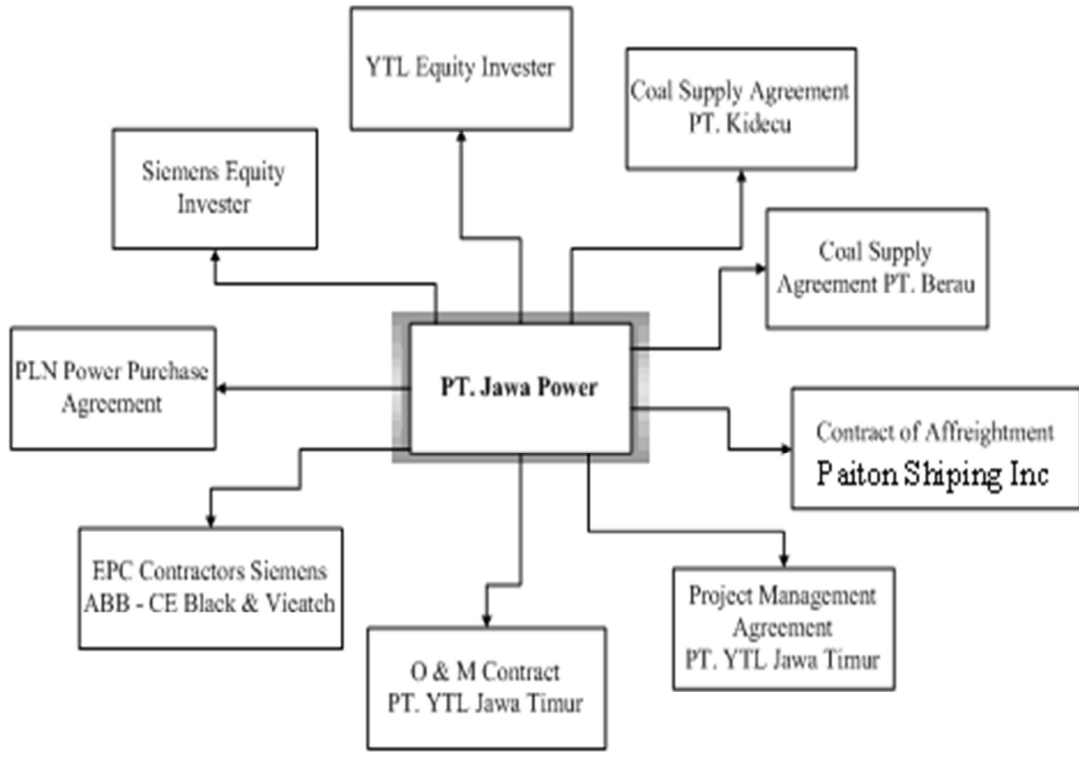 YTL Equity Invester
Coal Supply Agreement
PT. Kidecu
Siemens Equity
Invester
Coal Supply
Agreement PT. Berau
PLN Power Purchase
Agreement
PT. Jawa Power
Contract of Affreightment
Paiton Shiping Inc
EPC Contractors Siemens
ABB - CE Black & Vieatch
Project Management
Agreement
PT. YTL Jawa Timur
O & M Contract
PT. YTL Jawa Timur